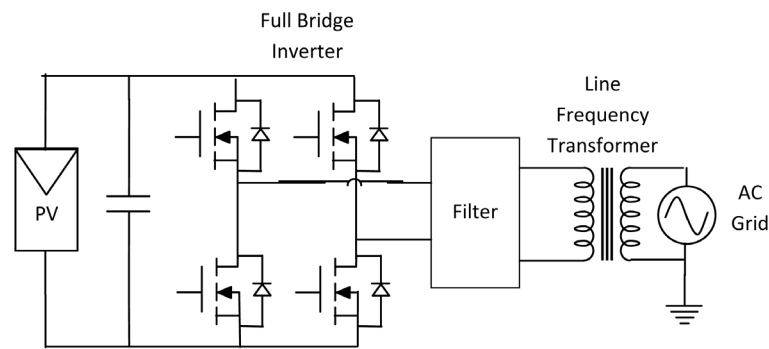 Full Bridge
Inverter
Line
Frequency
Transformer
PV
Filter
AC
Grid